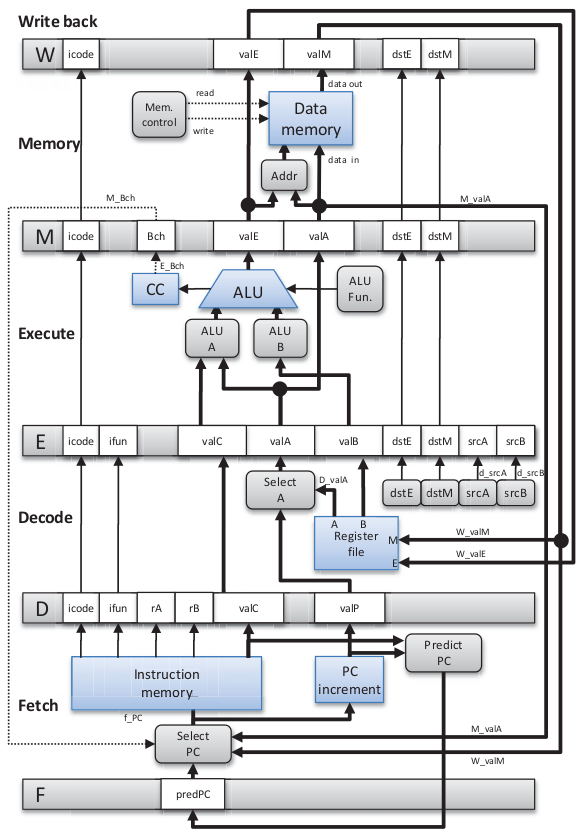 Write back
W icode valE valM dstE dstM
data out
read
Mem.
control
write
Data
memory
Memory
data in
Addr
M_Bch
M_valA
M icode Bch valE valA dstE dstM
E_Bch
CC
ALU
ALU
Fun.
Execute
ALU
A
ALU
B
E icode ifun valC valA valB dstE dstM srcA srcB
d_srcA d_srcB
Select
A
D_valA
dstE dstM srcA srcB
Decode
A B
Register
file
M
E
W_valM
W_valE
D icode ifun rA rB valC valP
Predict
PC
Instruction
memory
PC
increment
Fetch
f_PC
Select
PC
M_valA
W_valM
F predPC